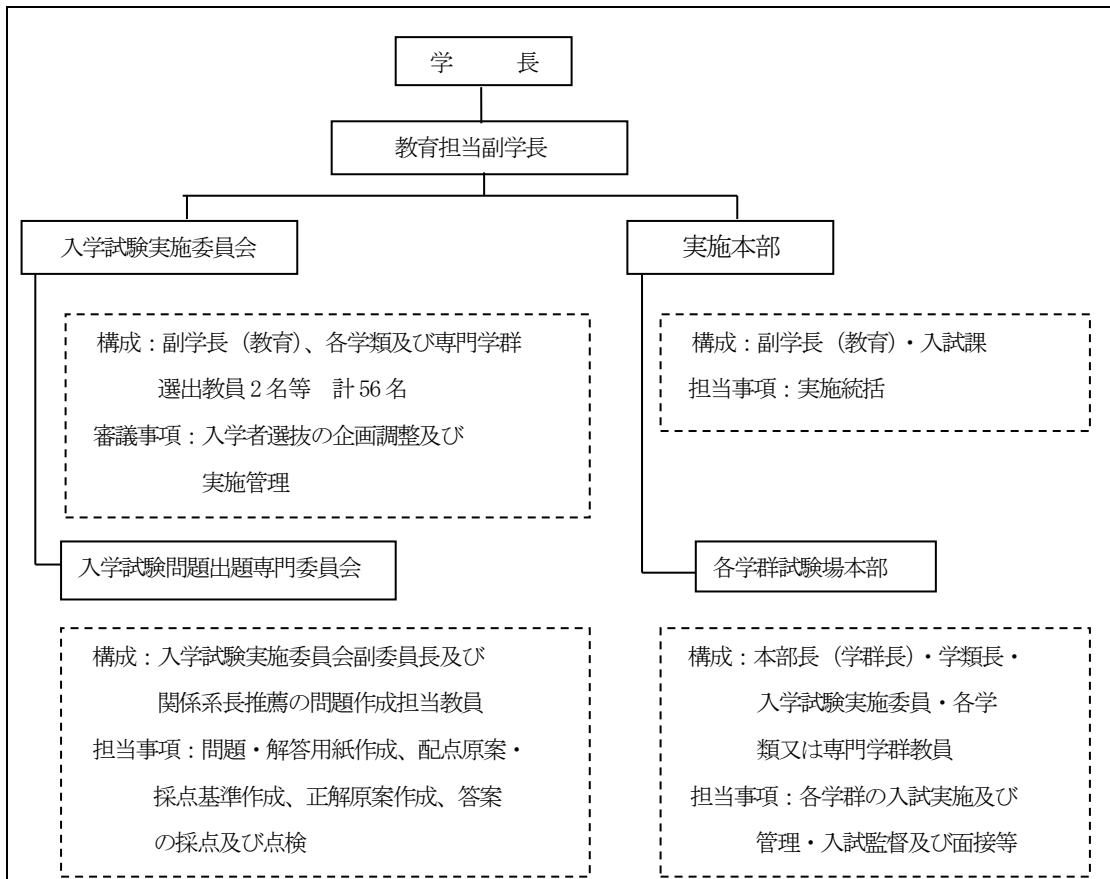 学　　長
教育担当副学長
入学試験実施委員会
実施本部
構成：副学長（教育）、各学類及び専門学群
選出教員2名等　計56名
審議事項：入学者選抜の企画調整及び
実施管理
構成：副学長（教育）・入試課
担当事項：実施統括
入学試験問題出題専門委員会
各学群試験場本部
構成：入学試験実施委員会副委員長及び
関係系長推薦の問題作成担当教員
担当事項：問題・解答用紙作成、配点原案・
採点基準作成、正解原案作成、答案
の採点及び点検
構成：本部長（学群長）・学類長・
入学試験実施委員・各学
類又は専門学群教員
担当事項：各学群の入試実施及び
管理・入試監督及び面接等